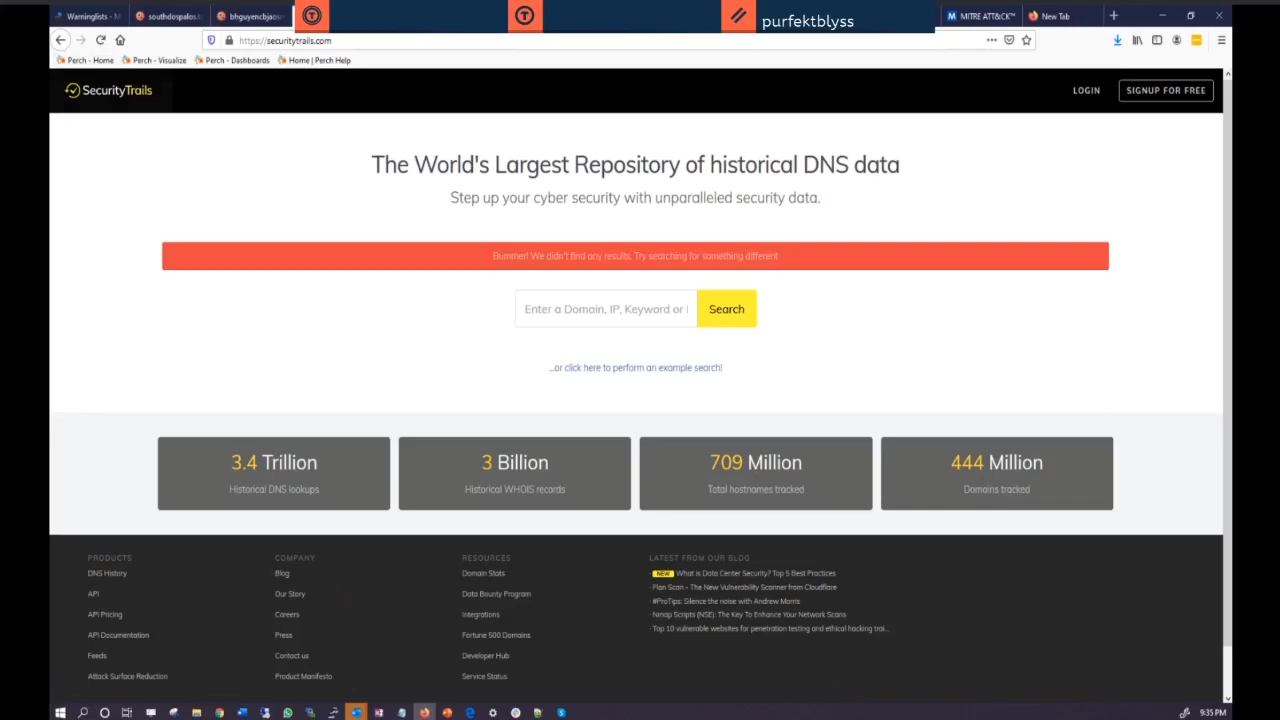 Warninglists -
southdospalos.t
bhguyencbjaosu
purfektblyss
MITRE ATT&CK™
New Tab
https://securitytrails.com
Perch - Home
Perch - Visualize
Perch - Dashboards
Home | Perch Help
SecurityTrails
LOGIN
SIGNUP FOR FREE
The World's Largest Repository of historical DNS data
Step up your cyber security with unparalleled security data.
Bummer! We didn't find any results. Try searching for something different
Enter a Domain, IP, Keyword or
Search
...or click here to perform an example search!
3.4 Trillion
Historical DNS lookups
3 Billion
Historical WHOIS records
709 Million
Total hostnames tracked
444 Million
Domains tracked
PRODUCTS
DNS History
API
API Pricing
API Documentation
Feeds
Attack Surface Reduction
COMPANY
Blog
Our Story
Careers
Press
Contact us
Product Manifesto
RESOURCES
Domain Stats
Data Bounty Program
Integrations
Fortune 500 Domains
Developer Hub
Service Status
LATEST FROM OUR BLOG
· NEW What is Data Center Security? Top 5 Best Practices
· Flan Scan - The New Vulnerability Scanner from Cloudflare
· #ProTips: Silence the noise with Andrew Morris
· Nmap Scripts (NSE): The Key To Enhance Your Network Scans
· Top 10 vulnerable websites for penetration testing and ethical hacking trai...
9:35 PM